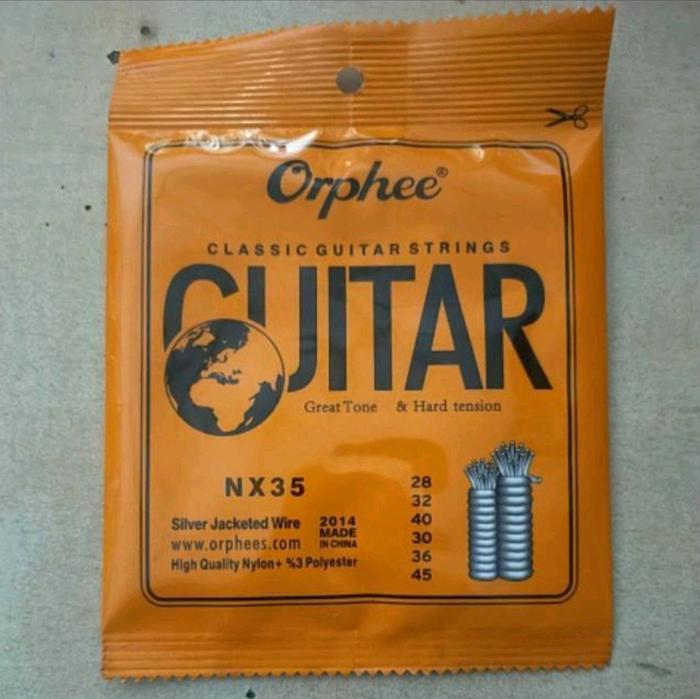 Orphee®
CLASSIC GUITAR STRINGS
GUITAR
Great Tone & Hard tension
NX35
Silver Jacketed Wire
www.orphees.com
High Quality Nylon+ %3 Polyester
2014
MADE
IN CHINA
28
32
40
30
36
45